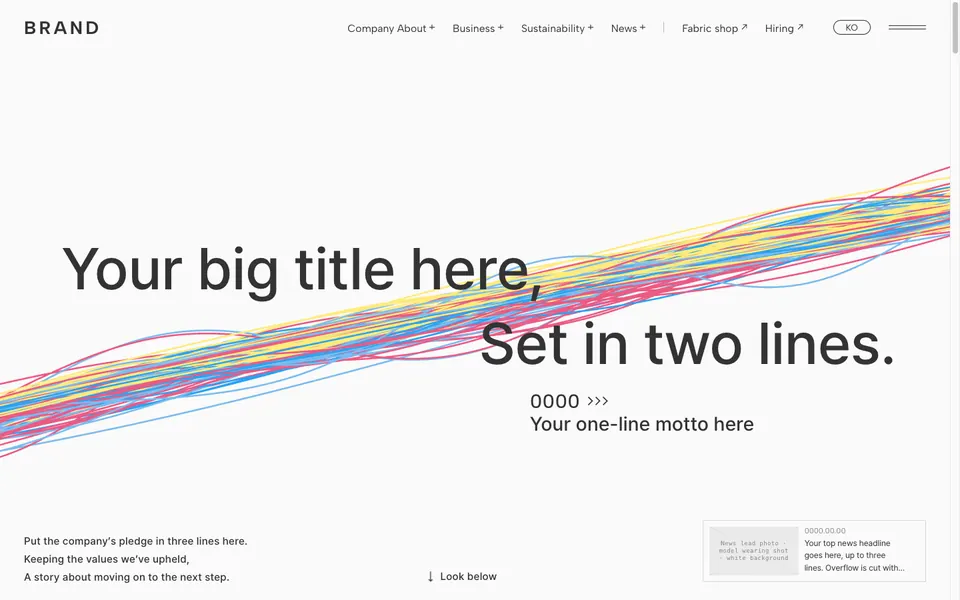 BRAND
Company About +
Business +
Sustainability +
News +
Fabric shop ↗
Hiring ↗
KO
Your big title here,
Set in two lines.
0000 >>>
Your one-line motto here
Put the company's pledge in three lines here.
Keeping the values we've upheld,
A story about moving on to the next step.
↓ Look below
News lead photo ·
model wearing shot
· white background
0000.00.00
Your top news headline
goes here, up to three
lines. Overflow is cut with...